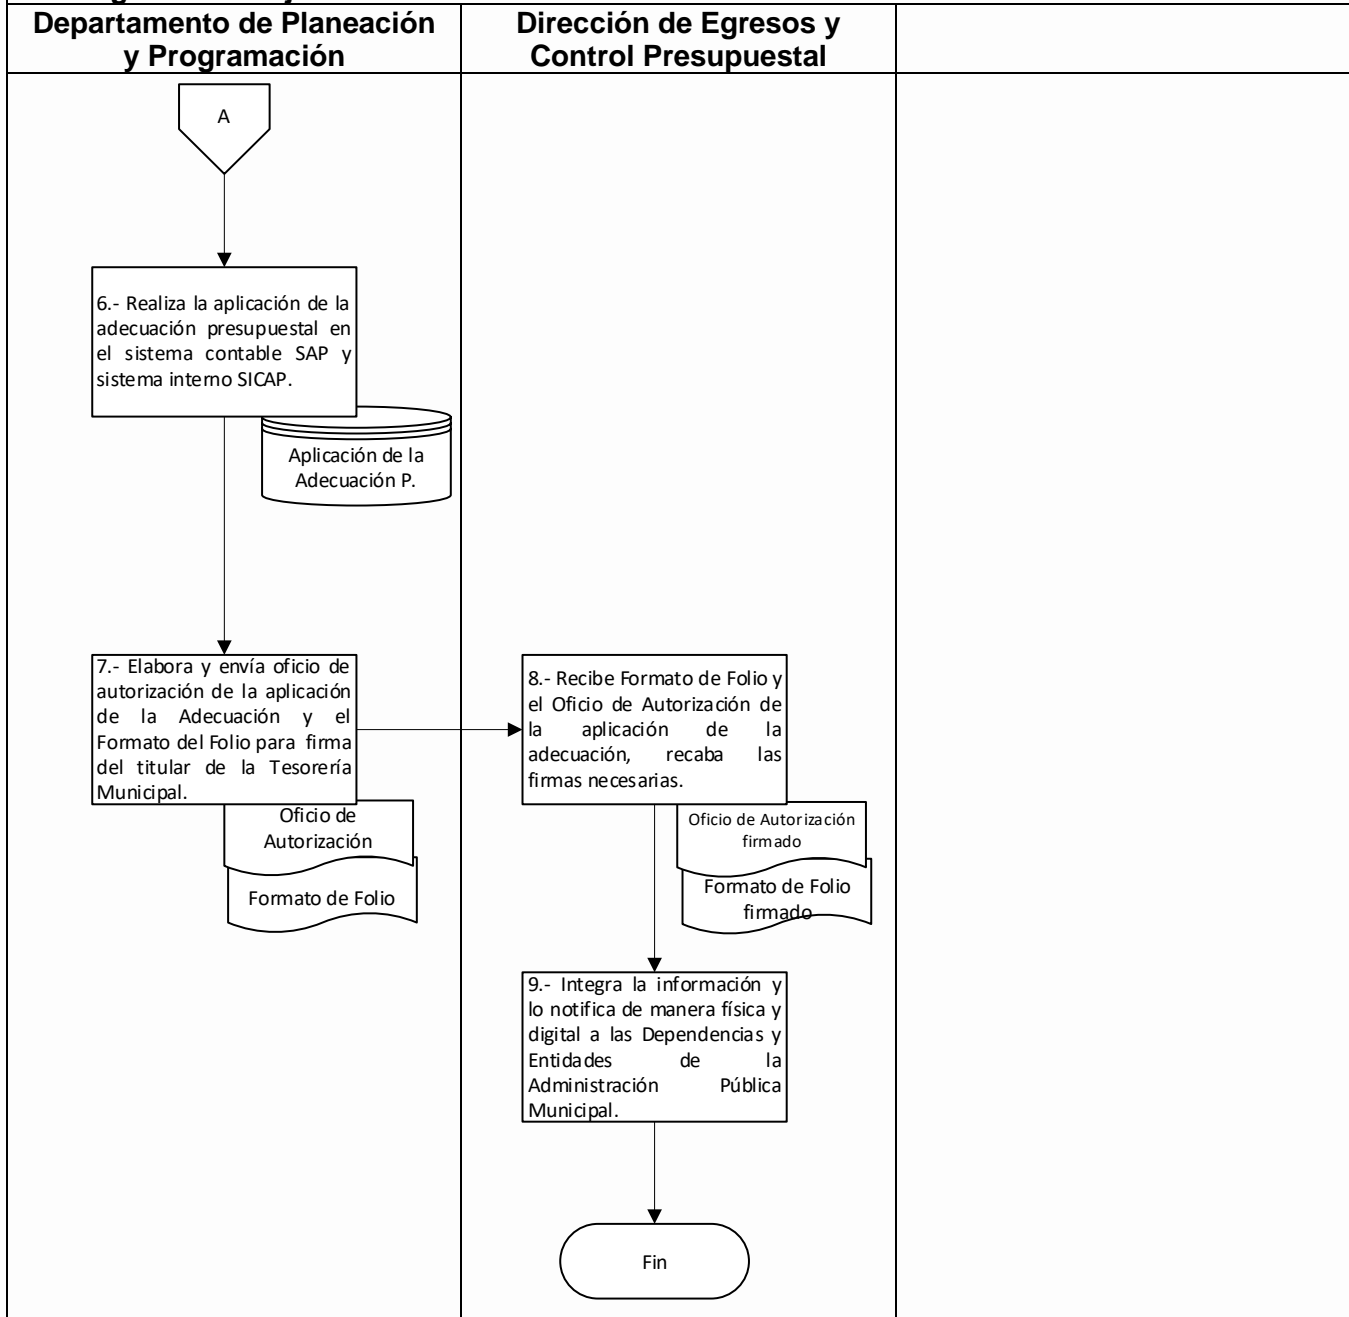 Departamento de Planeación
y Programación
Dirección de Egresos y
Control Presupuestal
A
6.- Realiza la aplicación de la
adecuación presupuestal en
el sistema contable SAP y
sistema interno SICAP.
Aplicación de la
Adecuación P.
7.- Elabora y envía oficio de
autorización de la aplicación
de la Adecuación y el
Formato del Folio para firma
del titular de la Tesorería
Municipal.
Oficio de
Autorización
Formato de Folio
8.- Recibe Formato de Folio y
el Oficio de Autorización de
la aplicación de la
adecuación, recaba las
firmas necesarias.
Oficio de Autorización
firmado
Formato de Folio
firmado
9.- Integra la información y
lo notifica de manera física y
digital a las Dependencias y
Entidades de la
Administración Pública
Municipal.
Fin